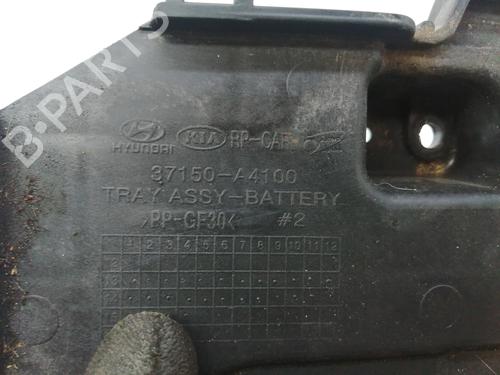 B-PARTS
HYUNDAI KIA RP-CAR
37150-A4100
TRAY ASSY-BATTERY
>PP-GF30< #2
1 2 3 4 5 6 7 8 9 10 11 12